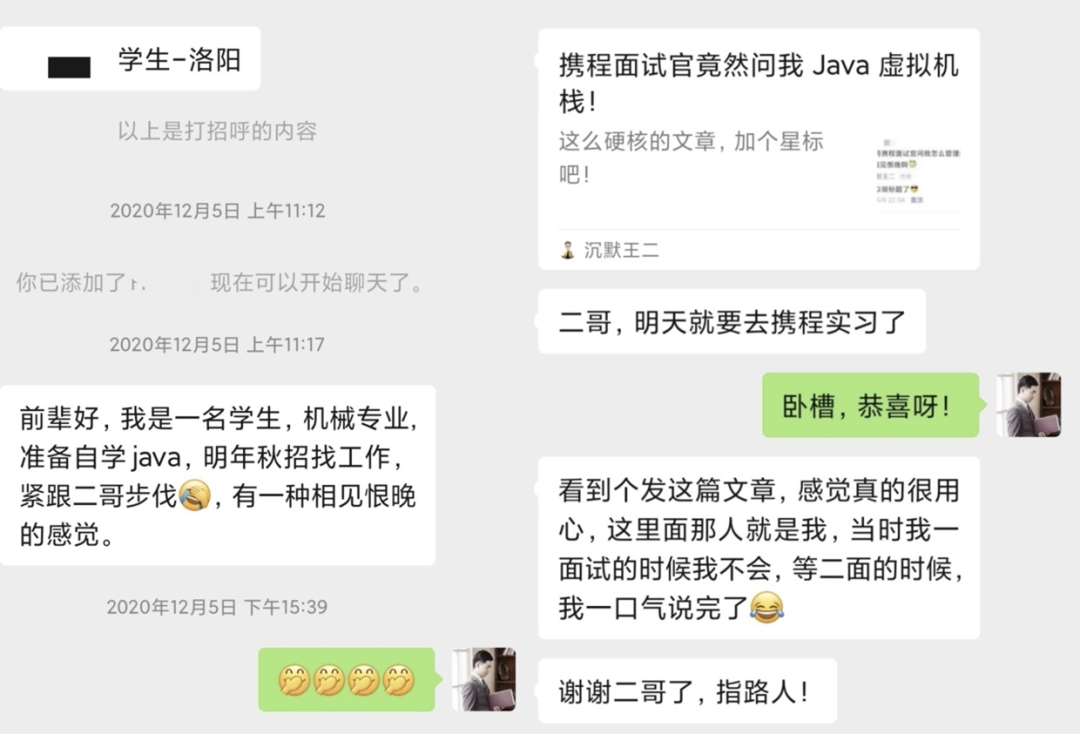 学生-洛阳
以上是打招呼的内容
2020年12月5日 上午11:12
你已添加了 现在可以开始聊天了。
2020年12月5日 上午11:17
前辈好，我是一名学生，机械专业，
准备自学java，明年秋招找工作，
紧跟二哥步伐🤣，有一种相见恨晚
的感觉。
2020年12月5日 下午15:39
🤭🤭🤭🤭
携程面试官竟然问我 Java 虚拟机
栈！
这么硬核的文章，加个星标
吧！
沉默王二
二哥，明天就要去携程实习了
卧槽，恭喜呀！
看到个发这篇文章，感觉真的很用
心，这里面那人就是我，当时我一
面试的时候我不会，等二面的时候，
我一口气说完了😂
谢谢二哥了，指路人！